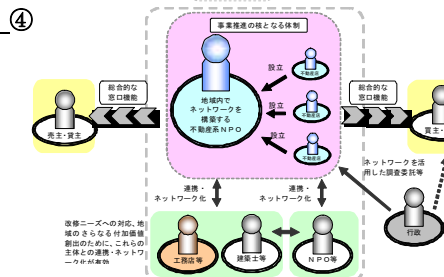 ④
事業推進の核となる体制
設立
不動産店
総合的な
窓口機能
地域内で
ネットワークを
構築する
不動産系NPO
設立
不動産店
総合的な
窓口機能
売主・貸主
設立
不動産店
買主・
連携・
ネットワーク化
連携・
ネットワーク化
ネットワークを活
用した調査委託等
改修ニーズへの対応、地
域のさらなる付加価値
創出のために、これらの
主体との連携・ネットワ
ーク化が有効
工務店等
建築士等
NPO等
行政